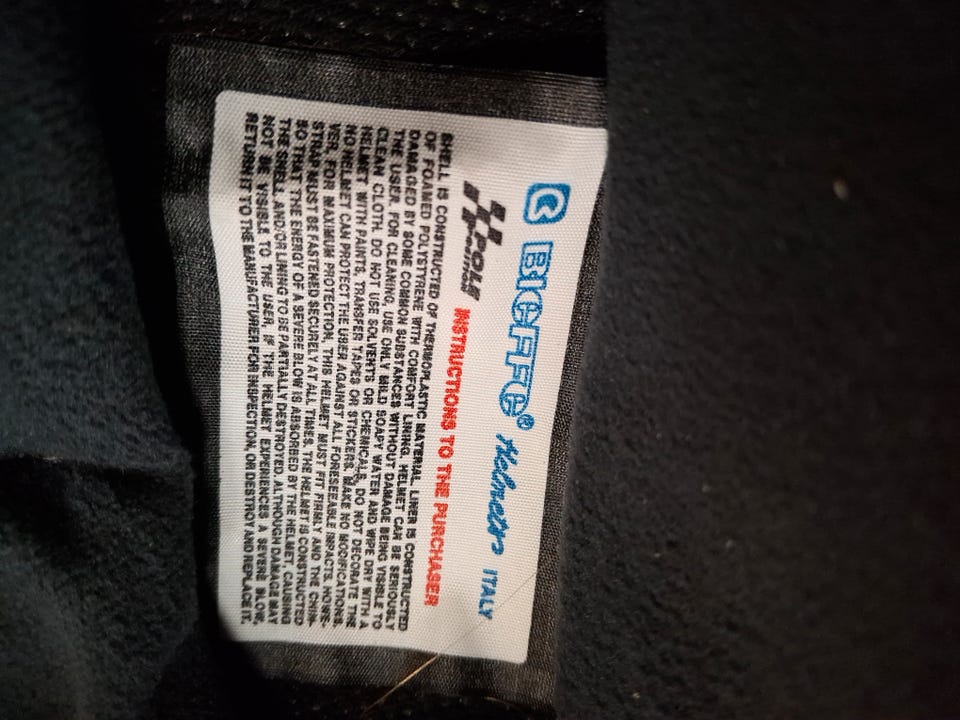 BIEFFE® Helmets ITALY
POLE POSITION INSTRUCTIONS TO THE PURCHASER
SHELL IS CONSTRUCTED OF THERMOPLASTIC MATERIAL. LINER IS CONSTRUCTED
OF FOAMED POLYSTYRENE WITH COMFORT LINING. HELMET CAN BE SERIOUSLY
DAMAGED BY SOME COMMON SUBSTANCES WITHOUT DAMAGE BEING VISIBLE TO
THE USER. FOR CLEANING, USE ONLY MILD SOAPY WATER AND WIPE DRY WITH A
CLEAN CLOTH. DO NOT USE SOLVENTS OR CHEMICALS, DO NOT DECORATE THE
HELMET WITH PAINTS, TRANSFER TAPES OR STICKERS. MAKE NO MODIFICATIONS.
NO HELMET CAN PROTECT THE USER AGAINST ALL FORESEEABLE IMPACTS. HOWE-
VER, FOR MAXIMUM PROTECTION, THIS HELMET MUST FIT FIRMLY AND THE CHIN-
STRAP MUST BE FASTENED SECURELY AT ALL TIMES. THE HELMET IS CONSTRUCTED
SO THAT THE ENERGY OF A SEVERE BLOW IS ABSORBED BY THE HELMET, CAUSING
THE SHELL AND/OR LINING TO BE PARTIALLY DESTROYED. ALTHOUGH DAMAGE MAY
NOT BE VISIBLE TO THE USER, IF THE HELMET EXPERIENCES A SEVERE BLOW,
RETURN IT TO THE MANUFACTURER FOR INSPECTION, OR DESTROY AND REPLACE IT.